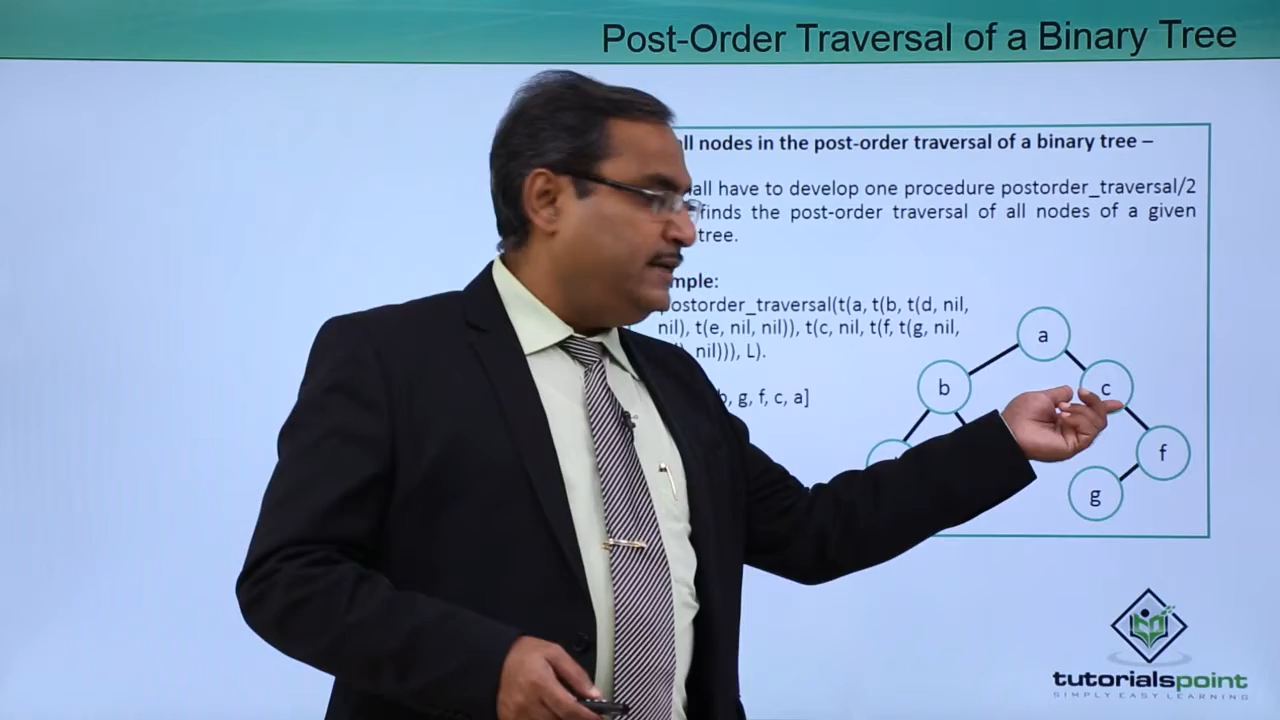 Post-Order Traversal of a Binary Tree
all nodes in the post-order traversal of a binary tree –
have to develop one procedure postorder_traversal/2
finds the post-order traversal of all nodes of a given
tree.
postorder_traversal(t(a, t(b, t(d, nil,
nil), t(e, nil, nil)), t(c, nil, t(f, t(g, nil,
nil))), L).
b, g, f, c, a]
a
b
c
f
g
tutorialspoint
SIMPLY EASY LEARNING